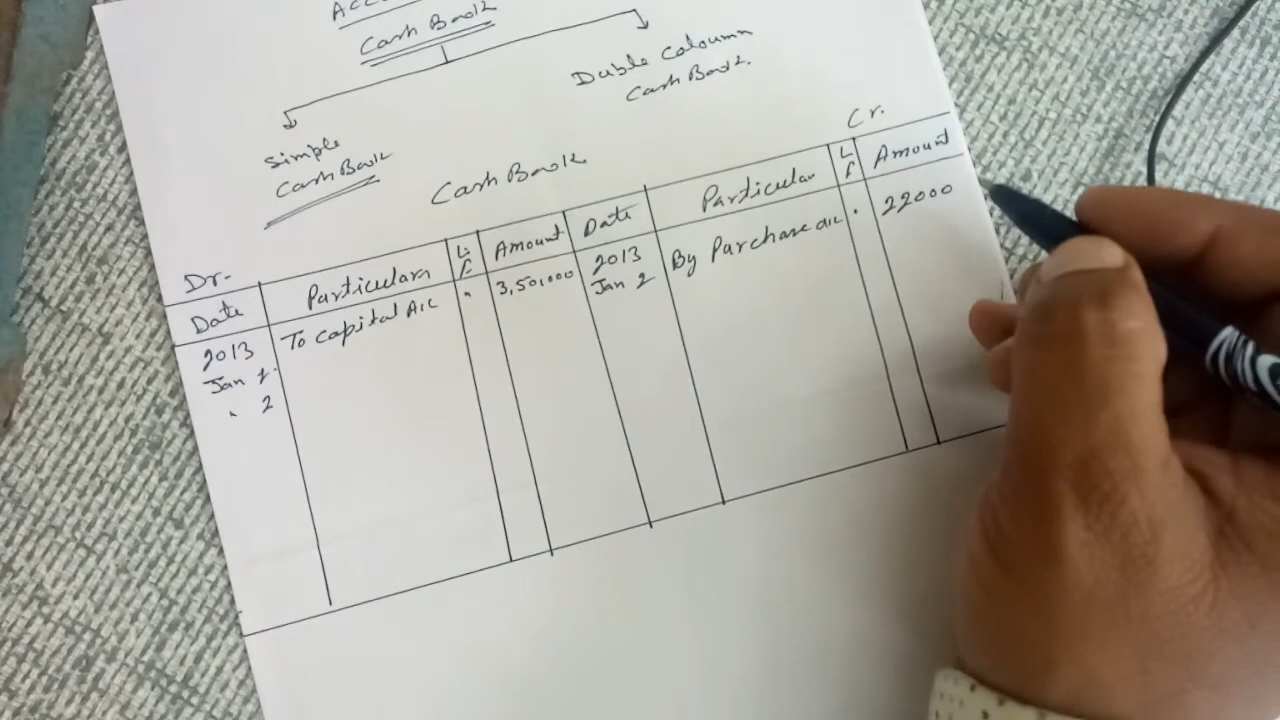 Cash Book
Duble Coloumn
Cash Book.
Simple
Cash Book
Cash Book
Dr.
Cr.
Date Particulars L.f Amount Date Particular L f Amount
2013 To Capital A/c " 3,50,000 2013 By Purchase a/c . 22000
Jan 1. Jan 2
" 2